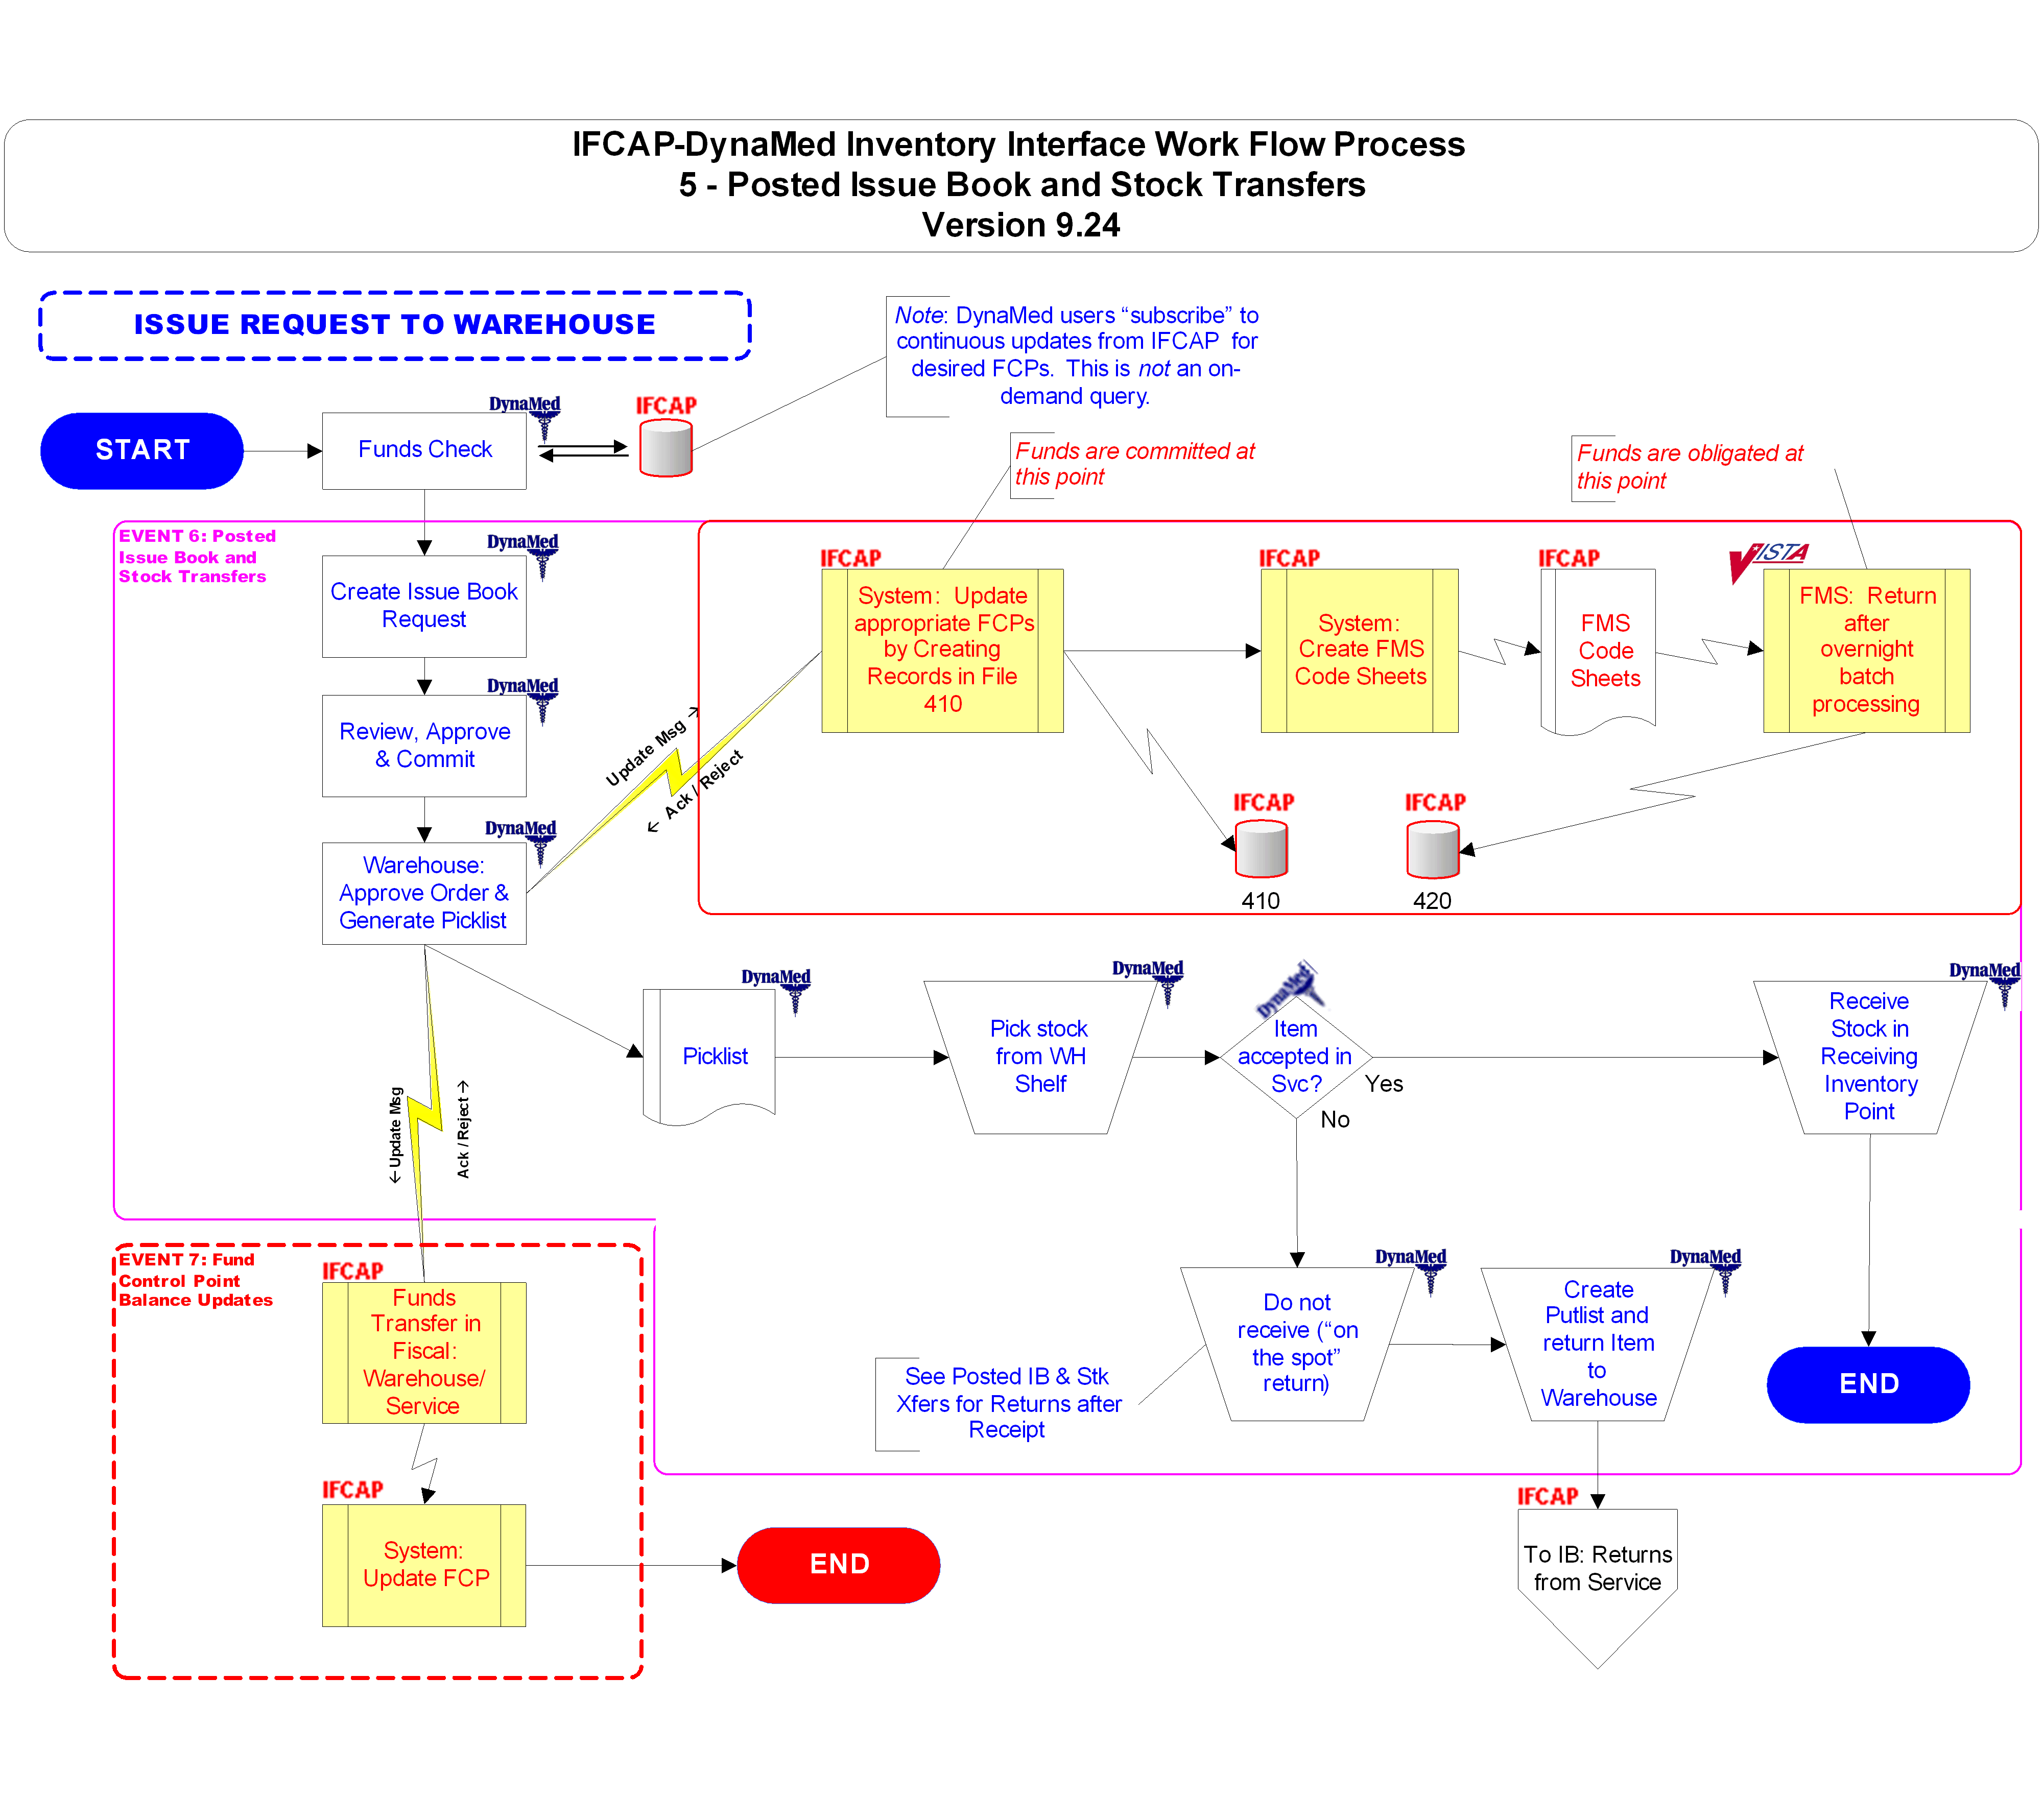 IFCAP-DynaMed Inventory Interface Work Flow Process
5 - Posted Issue Book and Stock Transfers
Version 9.24
ISSUE REQUEST TO WAREHOUSE
Note: DynaMed users “subscribe” to
continuous updates from IFCAP for
desired FCPs. This is not an on-
demand query.
START
DynaMed
Funds Check
IFCAP
Funds are committed at
this point
Funds are obligated at
this point
EVENT 6: Posted
Issue Book and
Stock Transfers
DynaMed
Create Issue Book
Request
DynaMed
Review, Approve
& Commit
DynaMed
Warehouse:
Approve Order &
Generate Picklist
Update Msg →
← Ack / Reject
IFCAP
System: Update
appropriate FCPs
by Creating
Records in File
410
IFCAP
System:
Create FMS
Code Sheets
IFCAP
FMS
Code
Sheets
VISTA
FMS: Return
after
overnight
batch
processing
IFCAP
410
IFCAP
420
DynaMed
Picklist
DynaMed
Pick stock
from WH
Shelf
DynaMed
Item
accepted in
Svc?
Yes
No
DynaMed
Receive
Stock in
Receiving
Inventory
Point
← Update Msg
Ack / Reject →
EVENT 7: Fund
Control Point
Balance Updates
IFCAP
Funds
Transfer in
Fiscal:
Warehouse/
Service
IFCAP
System:
Update FCP
END
See Posted IB & Stk
Xfers for Returns after
Receipt
DynaMed
Do not
receive (“on
the spot”
return)
DynaMed
Create
Putlist and
return Item
to
Warehouse
END
IFCAP
To IB: Returns
from Service